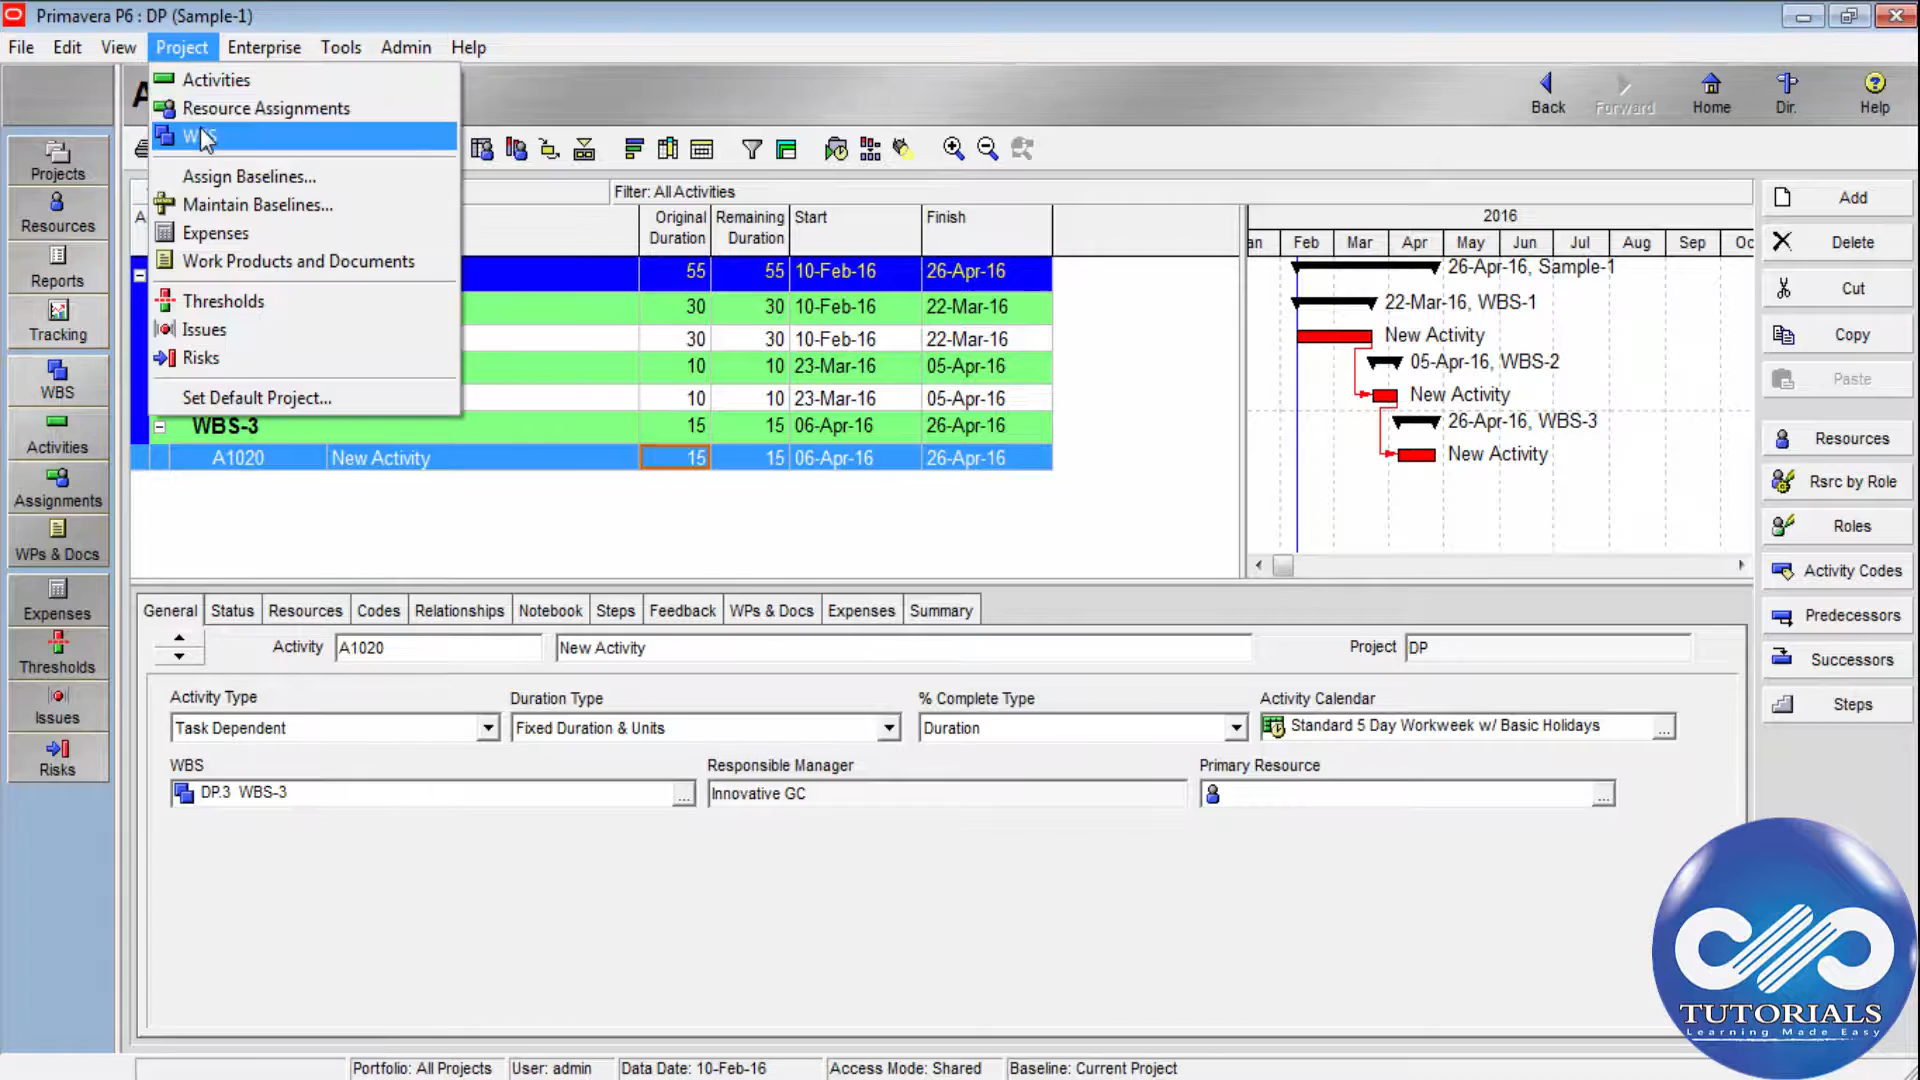 Primavera P6 : DP (Sample-1)
File Edit View Project Enterprise Tools Admin Help
Activities
Resource Assignments
Assign Baselines...
Maintain Baselines...
Expenses
Work Products and Documents
Thresholds
Issues
Risks
Set Default Project...
Back Forward Home Dir. Help
Projects
Resources
Reports
Tracking
WBS
Activities
Assignments
WPs & Docs
Expenses
Thresholds
Issues
Risks
Filter: All Activities
Original Duration Remaining Duration Start Finish
55 55 10-Feb-16 26-Apr-16
30 30 10-Feb-16 22-Mar-16
30 30 10-Feb-16 22-Mar-16
10 10 23-Mar-16 05-Apr-16
10 10 23-Mar-16 05-Apr-16
WBS-3 15 15 06-Apr-16 26-Apr-16
A1020 New Activity 15 15 06-Apr-16 26-Apr-16
2016
an Feb Mar Apr May Jun Jul Aug Sep Oc
26-Apr-16, Sample-1
22-Mar-16, WBS-1
New Activity
05-Apr-16, WBS-2
New Activity
26-Apr-16, WBS-3
New Activity
Add
Delete
Cut
Copy
Paste
Resources
Rsrc by Role
Roles
Activity Codes
Predecessors
Successors
Steps
General Status Resources Codes Relationships Notebook Steps Feedback WPs & Docs Expenses Summary
Activity A1020 New Activity Project DP
Activity Type Duration Type % Complete Type Activity Calendar
Task Dependent Fixed Duration & Units Duration Standard 5 Day Workweek w/ Basic Holidays ...
WBS Responsible Manager Primary Resource
DP.3 WBS-3 ... Innovative GC ...
Portfolio: All Projects User: admin Data Date: 10-Feb-16 Access Mode: Shared Baseline: Current Project
TUTORIALS
Learning Made Easy